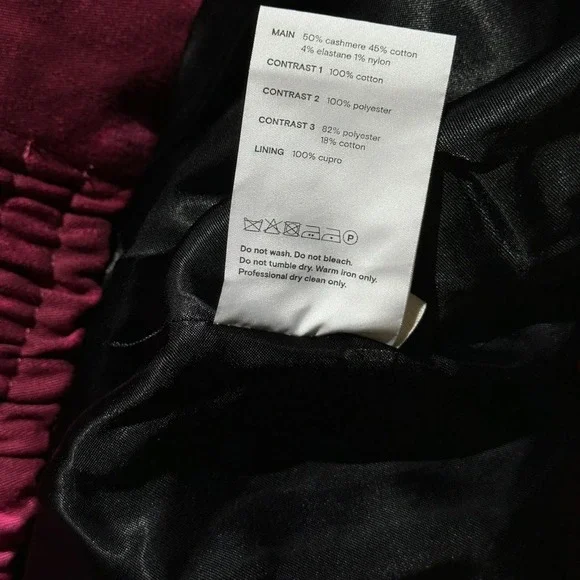 MAIN 50% cashmere 45% cotton
4% elastane 1% nylon
CONTRAST 1 100% cotton
CONTRAST 2 100% polyester
CONTRAST 3 82% polyester
18% cotton
LINING 100% cupro
P
Do not wash. Do not bleach.
Do not tumble dry. Warm iron only.
Professional dry clean only.